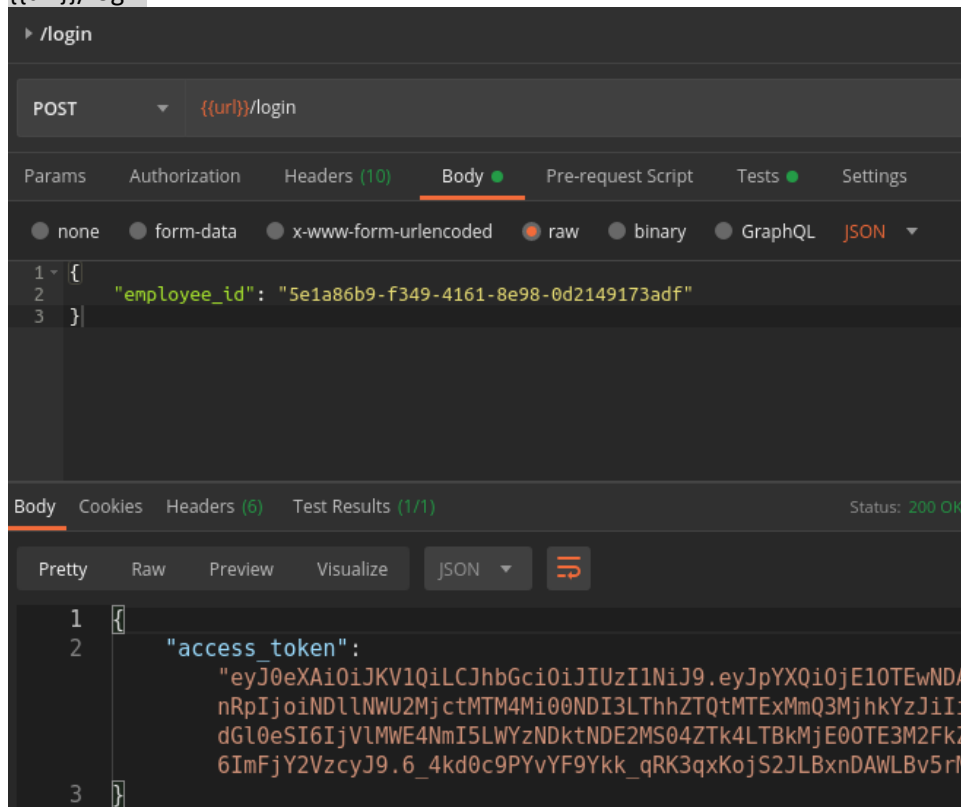 /login
POST {{url}}/login
Params Authorization Headers (10) Body Pre-request Script Tests Settings
none form-data x-www-form-urlencoded raw binary GraphQL JSON
1 {
2 "employee_id": "5e1a86b9-f349-4161-8e98-0d2149173adf"
3 }
Body Cookies Headers (6) Test Results (1/1) Status: 200 OK
Pretty Raw Preview Visualize JSON
1 {
2 "access_token":
"eyJ0eXAiOiJKV1QiLCJhbGciOiJIUzI1NiJ9.eyJpYXQiOjE1OTEwNDA
nRpIjoiNDllNWU2MjctMTM4Mi00NDI3LThhZTQtMTExMmQ3MjhkYzJiIi
dGl0eSI6IjVlMWE4NmI5LWYzNDktNDE2MS04ZTk4LTBkMjE0OTE3M2FkZ
6ImFjY2VzcyJ9.6_4kd0c9PYvYF9Ykk_qRK3qxKojS2JLBxnDAWLBv5rM
3 }